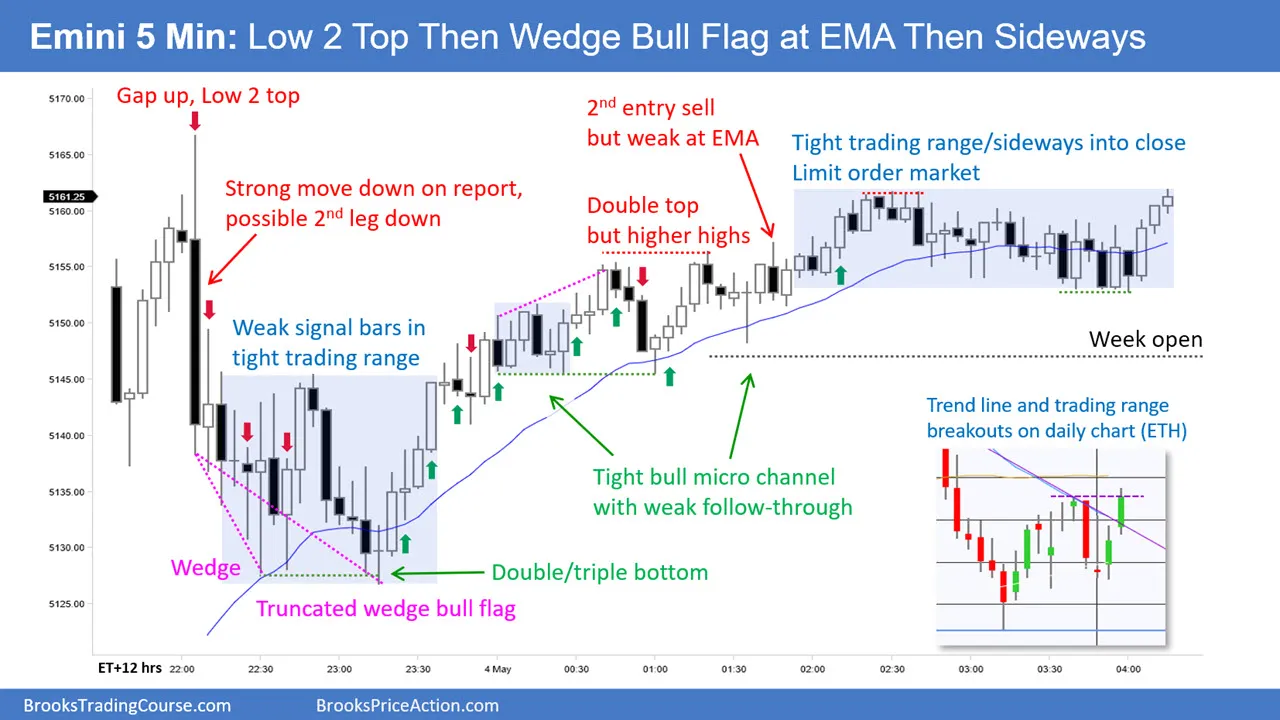 Emini 5 Min: Low 2 Top Then Wedge Bull Flag at EMA Then Sideways
5170.00
5165.00
5161.25
5160.00
5155.00
5150.00
5145.00
5140.00
5135.00
5130.00
5125.00
Gap up, Low 2 top
Strong move down on report,
possible 2nd leg down
Weak signal bars in
tight trading range
2nd entry sell
but weak at EMA
Double top
but higher highs
Tight trading range/sideways into close
Limit order market
Week open
Trend line and trading range
breakouts on daily chart (ETH)
Tight bull micro channel
with weak follow-through
Wedge
Double/triple bottom
Truncated wedge bull flag
ET+12 hrs
22:00
22:30
23:00
23:30
4 May
00:30
01:00
01:30
02:00
02:30
03:00
03:30
04:00
BrooksTradingCourse.com
BrooksPriceAction.com